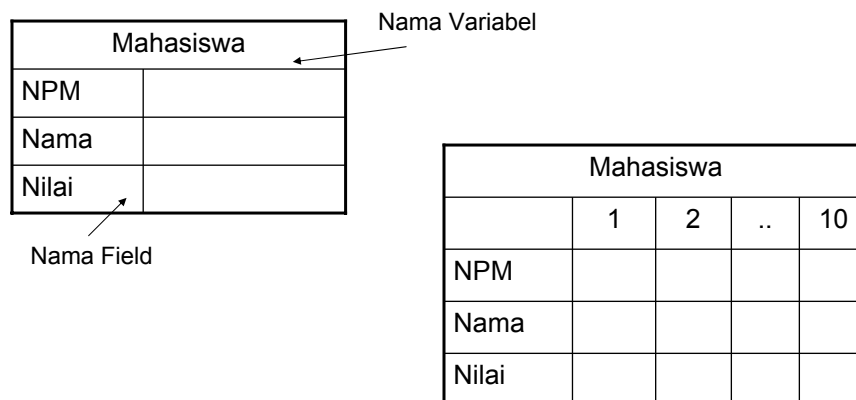 Nama Variabel
Mahasiswa
NPM
Nama
Nilai
Nama Field
Mahasiswa
1 2 .. 10
NPM
Nama
Nilai